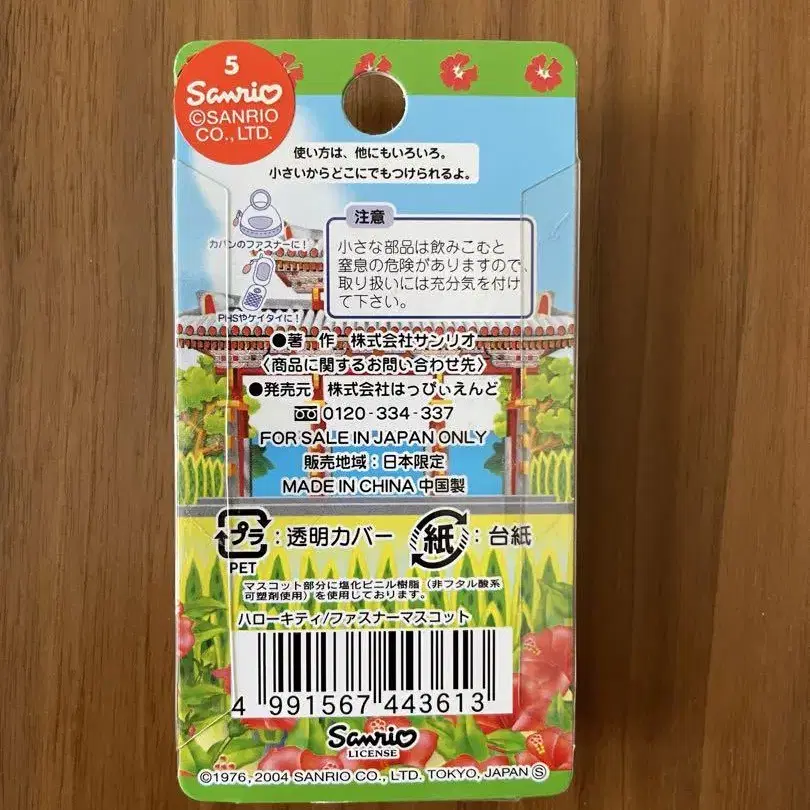 5
Sanrio
©SANRIO
CO., LTD.
使い方は、他にもいろいろ。
小さいからどこにでもつけられるよ。
カバンのファスナーに！
PHSやケイタイに！
注意
小さな部品は飲みこむと
窒息の危険がありますので、
取り扱いには充分気を付け
て下さい。
●著　作　株式会社サンリオ
〈商品に関するお問い合わせ先〉
●発売元　株式会社はっぴぃえんど
0120-334-337
FOR SALE IN JAPAN ONLY
販売地域：日本限定
MADE IN CHINA 中国製
プラ：透明カバー　紙：台紙
PET
マスコット部分に塩化ビニル樹脂（非フタル酸系
可塑剤使用）を使用しております。
ハローキティ/ファスナーマスコット
4 991567 443613
Sanrio
LICENSE
©1976, 2004 SANRIO CO., LTD. TOKYO, JAPAN Ⓢ